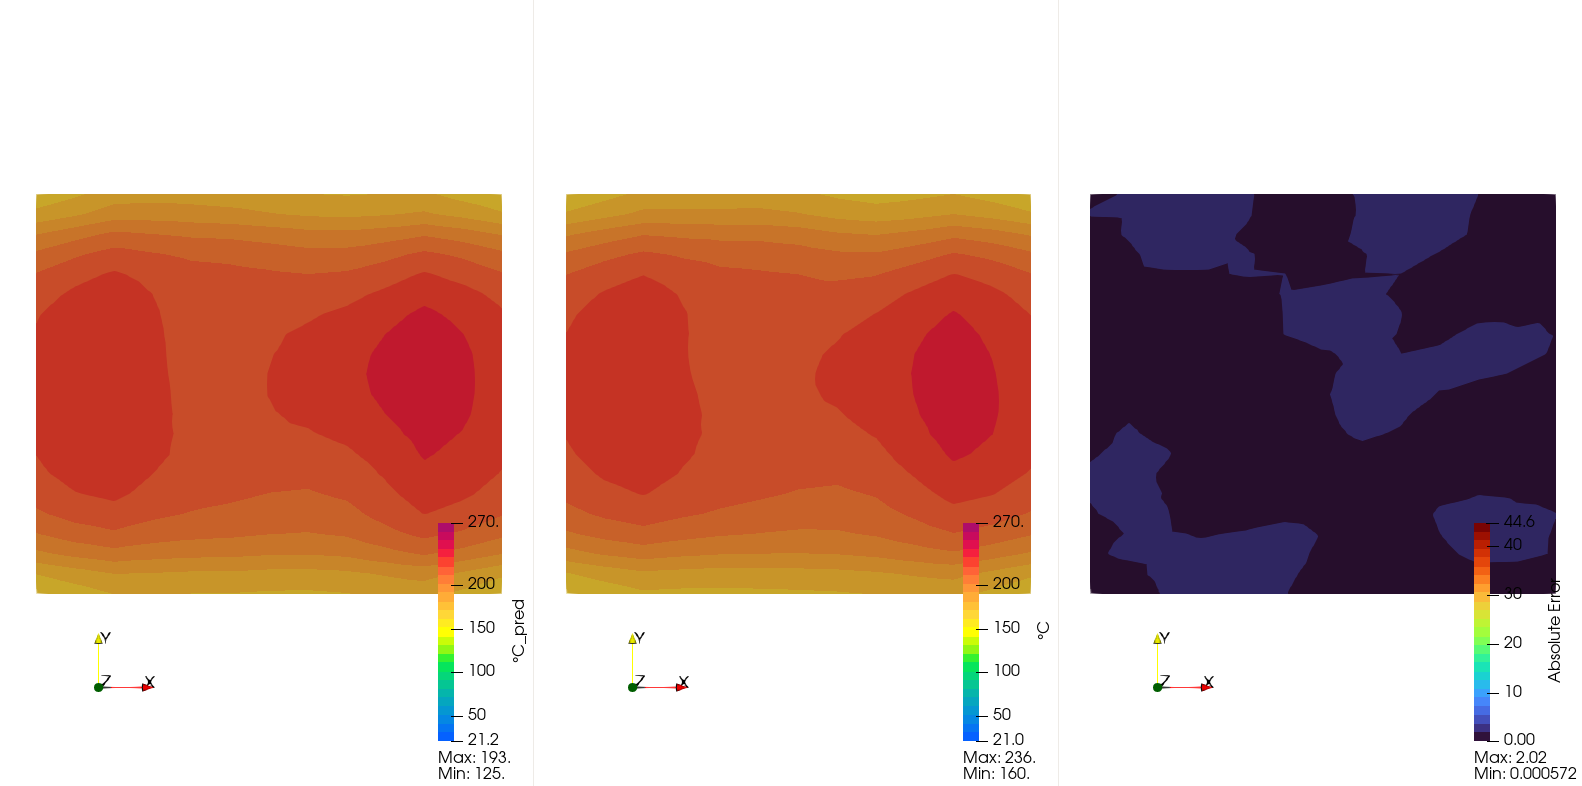 270.
200
150
100
50
21.2
°C_pred
Max: 193.
Min: 125.
Y
Z
X
270.
200
150
100
50
21.0
°C
Max: 236.
Min: 160.
Y
Z
X
44.6
40
30
20
10
0.00
Absolute Error
Max: 2.02
Min: 0.000572
Y
Z
X